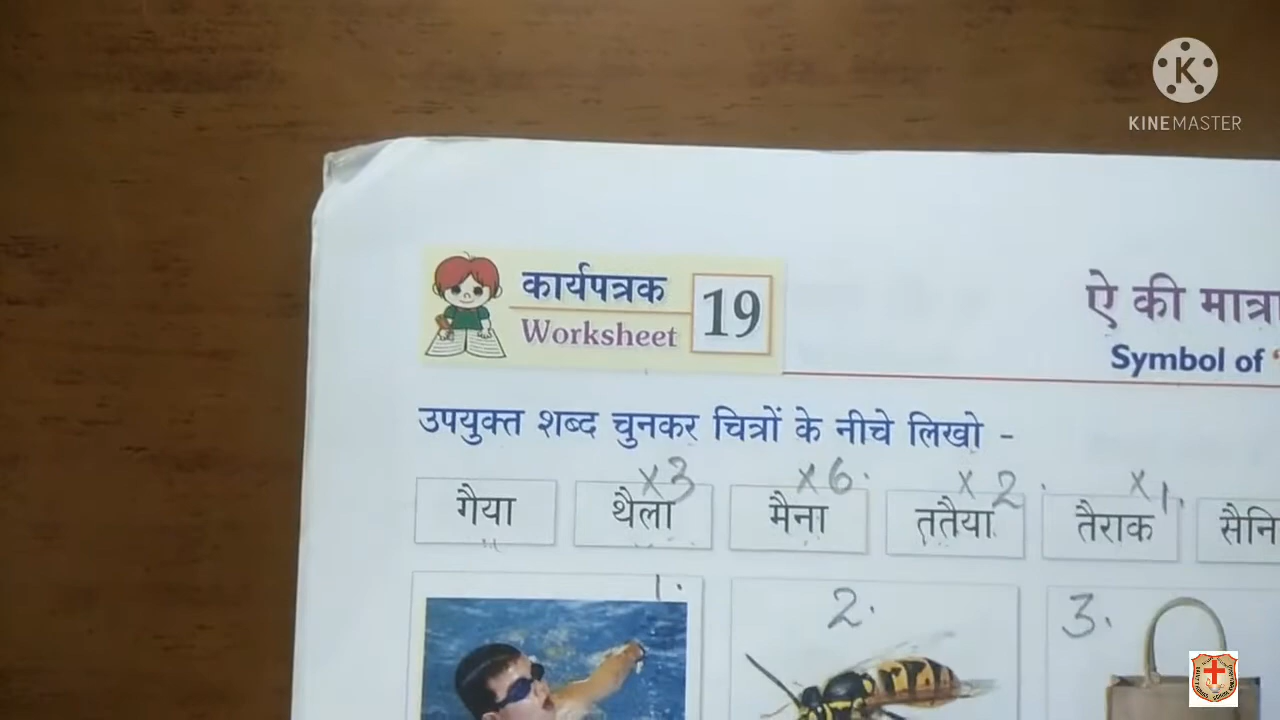 K
KINEMASTER
कार्यपत्रक
Worksheet
19
ऐ की मात्रा
Symbol of
उपयुक्त शब्द चुनकर चित्रों के नीचे लिखो -
x3 x6. x2. x1.
गैया थैला मैना ततैया तैराक सैनि
1. 2. 3.